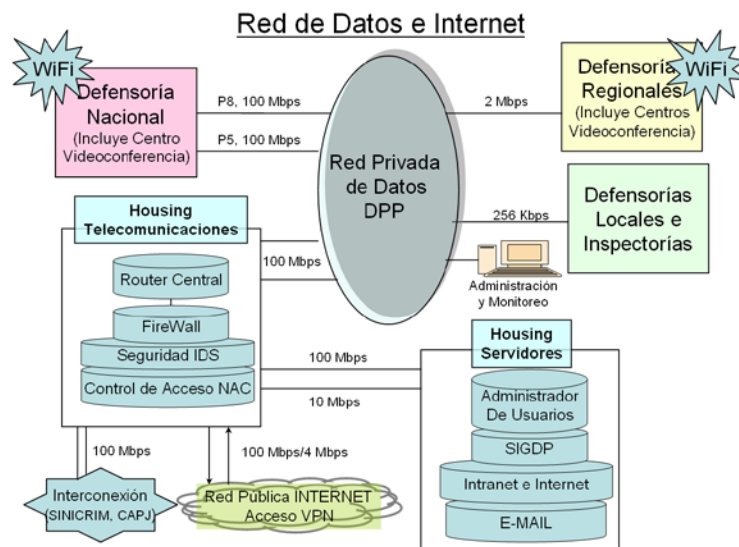 Red de Datos e Internet
WiFi
Defensoría
Nacional
(Incluye Centro
Videoconferencia)
P8, 100 Mbps
P5, 100 Mbps
Red Privada
de Datos
DPP
2 Mbps
Defensorías
Regionales
(Incluye Centros
Videoconferencia)
WiFi
256 Kbps
Defensorías
Locales e
Inspectorías
Administración
y Monitoreo
Housing
Telecomunicaciones
100 Mbps
Router Central
FireWall
Seguridad IDS
Control de Acceso NAC
100 Mbps
10 Mbps
Housing
Servidores
Administrador
De Usuarios
SIGDP
Intranet e Internet
E-MAIL
100 Mbps
100 Mbps/4 Mbps
Interconexión
(SINICRIM, CAPJ)
Red Pública INTERNET
Acceso VPN